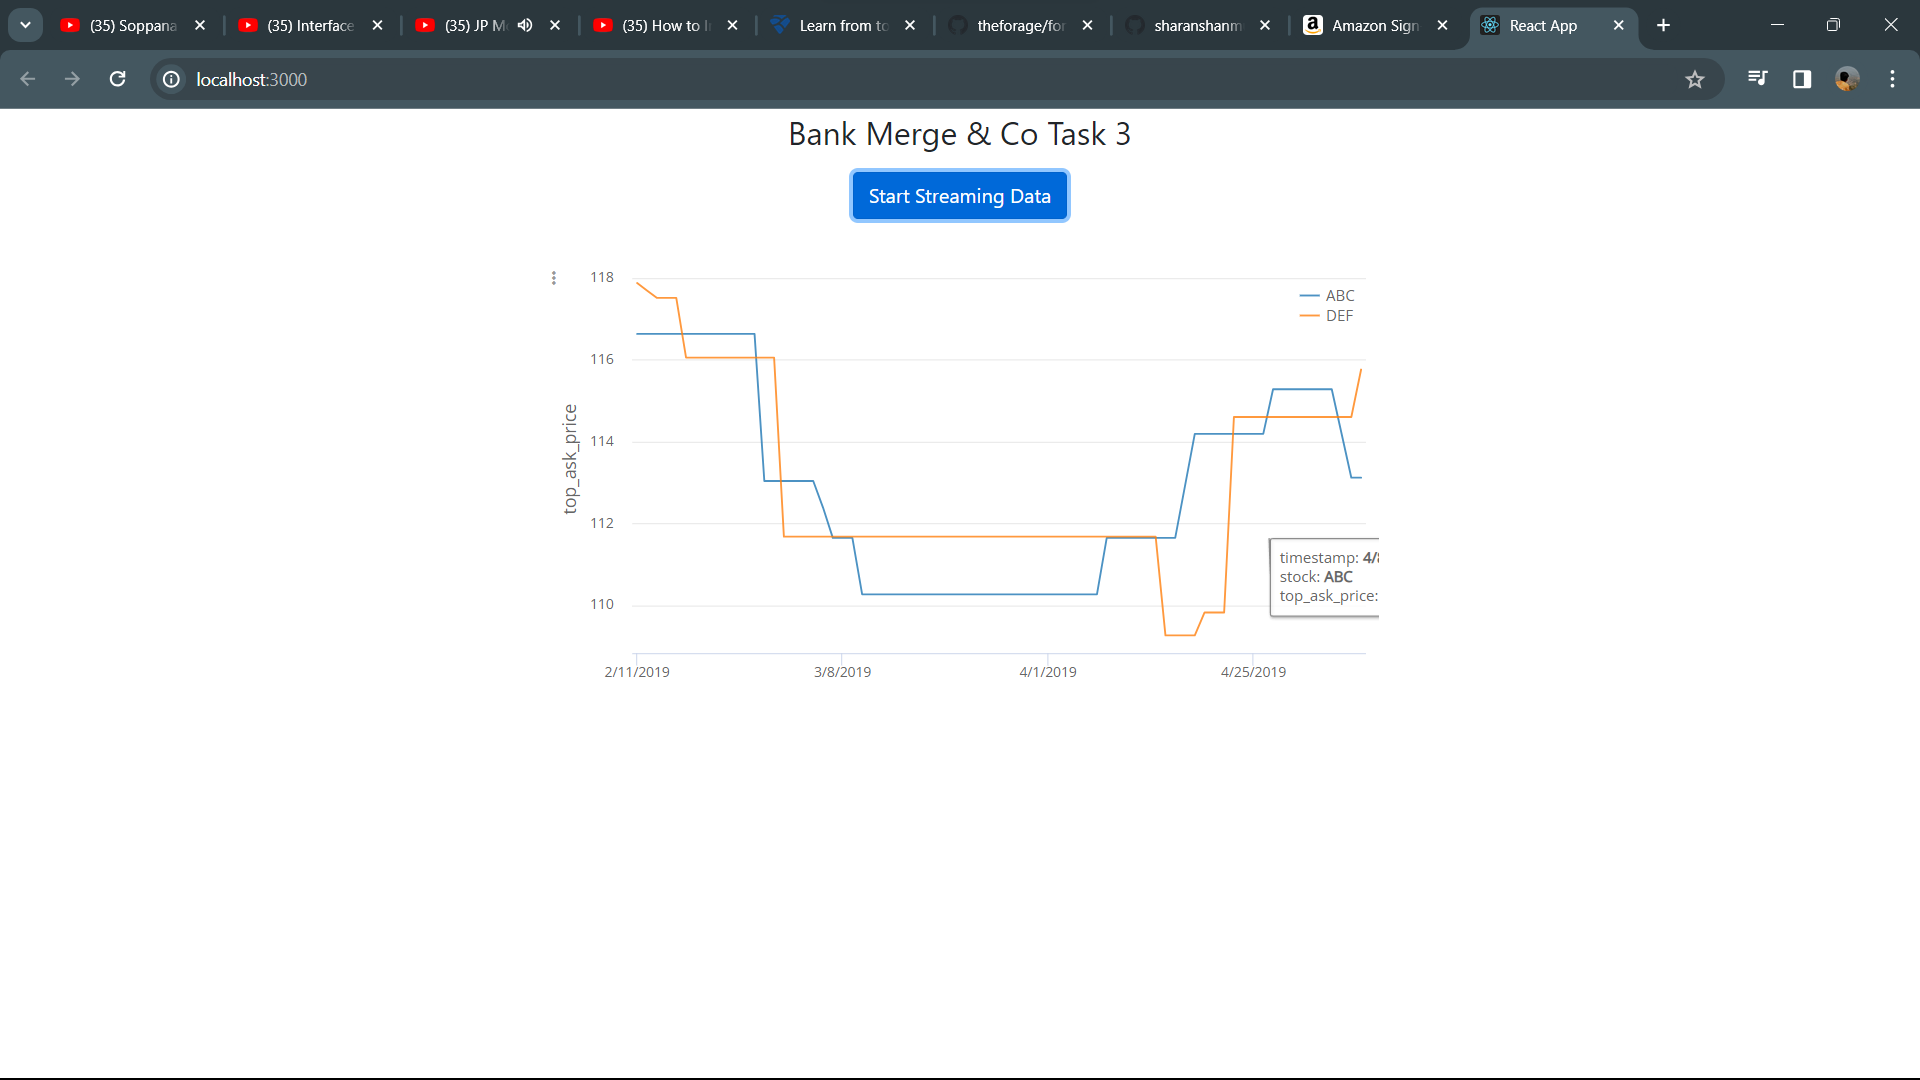 (35) Soppana
(35) Interface
(35) JP M
(35) How to I
Learn from to
theforage/for
sharanshanm
Amazon Sign
React App
localhost:3000
Bank Merge & Co Task 3
Start Streaming Data
118
116
114
112
110
top_ask_price
ABC
DEF
timestamp: 4/8
stock: ABC
top_ask_price:
2/11/2019 3/8/2019 4/1/2019 4/25/2019